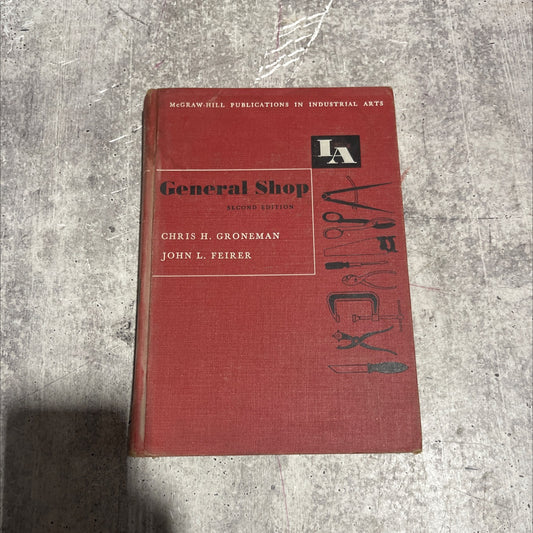 McGRAW-HILL PUBLICATIONS IN INDUSTRIAL ARTS
IA
General Shop
SECOND EDITION
CHRIS H. GRONEMAN
JOHN L. FEIRER